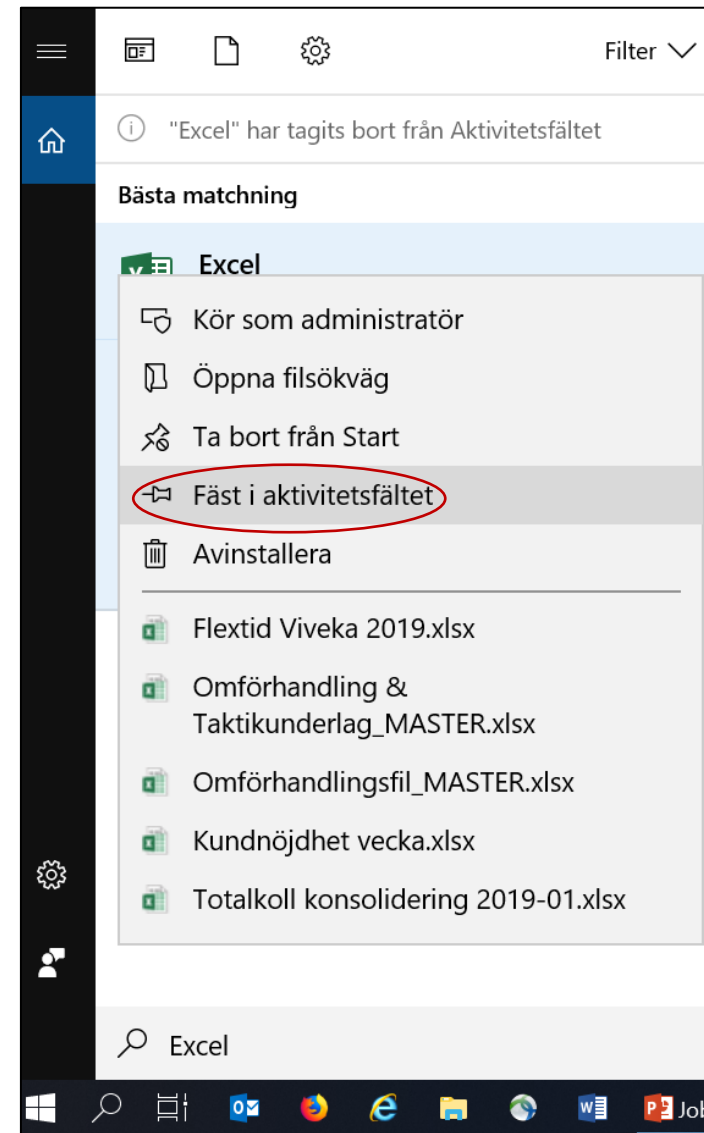 Filter
"Excel" har tagits bort från Aktivitetsfältet
Bästa matchning
Excel
Kör som administratör
Öppna filsökväg
Ta bort från Start
Fäst i aktivitetsfältet
Avinstallera
Flextid Viveka 2019.xlsx
Omförhandling &
Taktikunderlag_MASTER.xlsx
Omförhandlingsfil_MASTER.xlsx
Kundnöjdhet vecka.xlsx
Totalkoll konsolidering 2019-01.xlsx
Excel